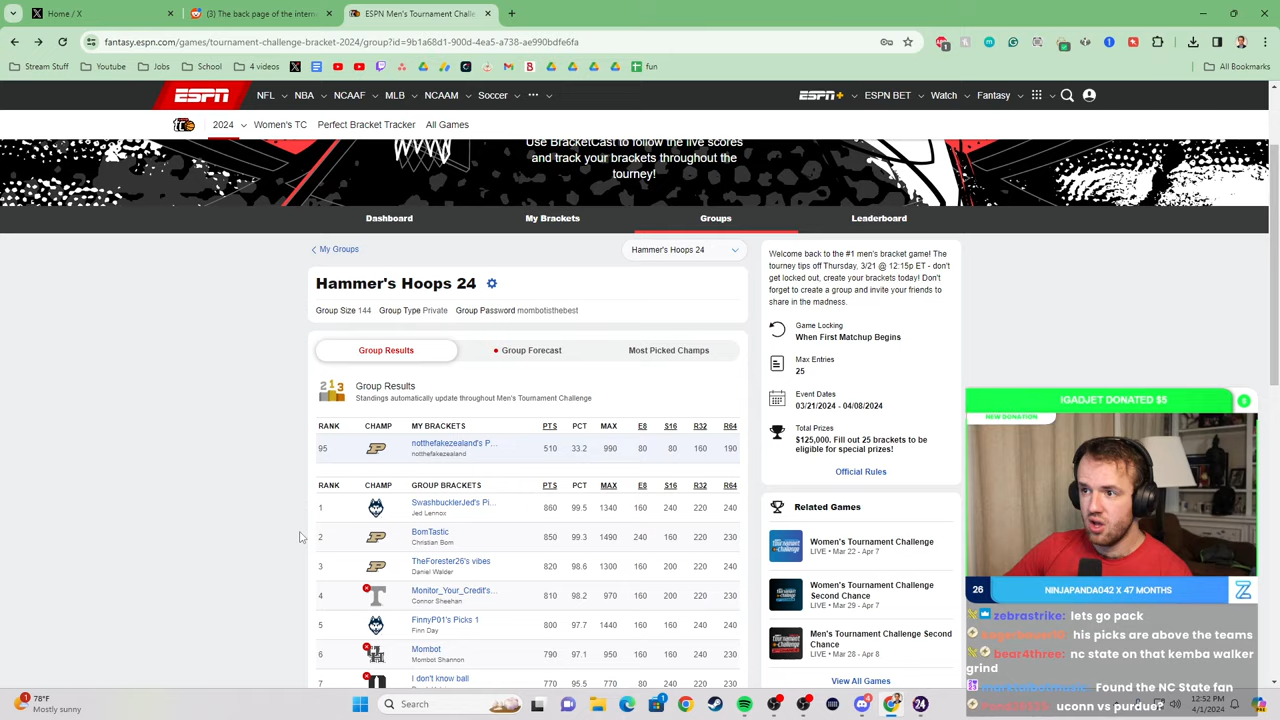 Home / X
(3) The back page of the intern
ESPN Men's Tournament Challen
fantasy.espn.com/games/tournament-challenge-bracket-2024/group?id=9b1a68d1-900d-4ea5-a738-ae990bdfe6fa
Stream Stuff Youtube Jobs School 4 videos fun All Bookmarks
ESPN NFL NBA NCAAF MLB NCAAM Soccer ESPN+ ESPN BET Watch Fantasy
2024 Women's TC Perfect Bracket Tracker All Games
Use BracketCast to follow the live scores
and track your brackets throughout the
tourney!
Dashboard My Brackets Groups Leaderboard
My Groups
Hammer's Hoops 24
Hammer's Hoops 24
Group Size 144 Group Type Private Group Password mombotisthebest
Group Results Group Forecast Most Picked Champs
Group Results
Standings automatically update throughout Men's Tournament Challenge
RANK CHAMP MY BRACKETS PTS PCT MAX E8 S16 R32 R64
95 notthefakezealand's P... 510 33.2 990 80 80 160 190
notthefakezealand
RANK CHAMP GROUP BRACKETS PTS PCT MAX E8 S16 R32 R64
1 SwashbucklerJed's Pi... 860 99.5 1340 160 240 220 240
Jed Lennox
2 BornTastic 850 99.3 1490 240 160 220 230
Christian Born
3 TheForester26's vibes 820 98.6 1300 160 200 220 240
Daniel Walder
4 Monitor_Your_Credit's... 810 98.2 970 160 200 220 230
Connor Sheehan
5 FinnyP01's Picks 1 800 97.7 1440 160 160 240 240
Finn Day
6 Mombot 790 97.1 950 160 160 240 230
Mombot Shannon
7 I don't know ball 770 95.5
Welcome back to the #1 men's bracket game! The
tourney tips off Thursday, 3/21 @ 12:15p ET - don't
get locked out, create your brackets today! Don't
forget to create a group and invite your friends to
share in the madness.
Game Locking
When First Matchup Begins
Max Entries
25
Event Dates
03/21/2024 - 04/08/2024
Total Prizes
$125,000. Fill out 25 brackets to be
eligible for special prizes!
Official Rules
Related Games
Women's Tournament Challenge
LIVE • Mar 22 - Apr 7
Women's Tournament Challenge
Second Chance
LIVE • Mar 29 - Apr 7
Men's Tournament Challenge Second
Chance
LIVE • Mar 28 - Apr 8
View All Games
IGADJET DONATED $5
NEW DONATION
26 NINJAPANDA042 X 47 MONTHS
zebrastrike: lets go pack
his picks are above the teams
bear4three: nc state on that kemba walker
grind
Found the NC State fan
uconn vs purdue?
78°F
Mostly sunny
Search
12:52 PM
4/1/2024